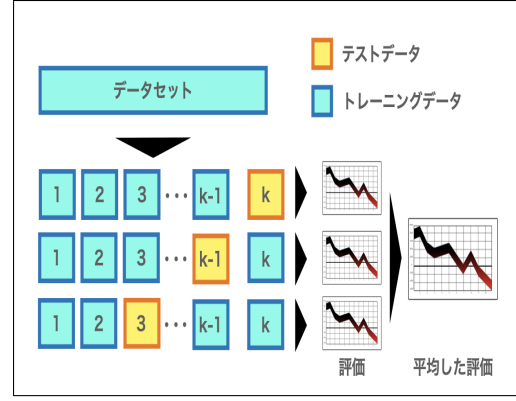 テストデータ
データセット
トレーニングデータ
1 2 3 ··· k-1 k
1 2 3 ··· k-1 k
1 2 3 ··· k-1 k
評価 平均した評価